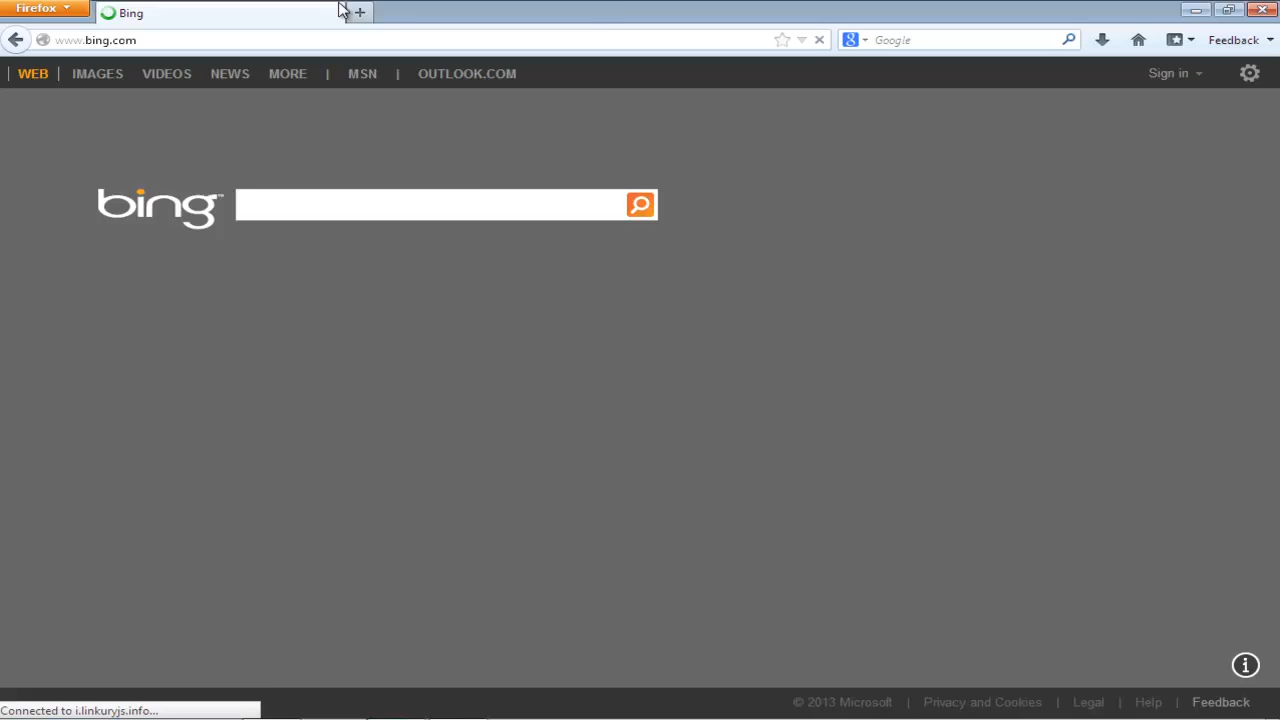 Firefox
Bing
www.bing.com
Google
Feedback
WEB | IMAGES VIDEOS NEWS MORE | MSN | OUTLOOK.COM
Sign in
bing™
© 2013 Microsoft | Privacy and Cookies | Legal | Help | Feedback
Connected to i.linkuryjs.info...